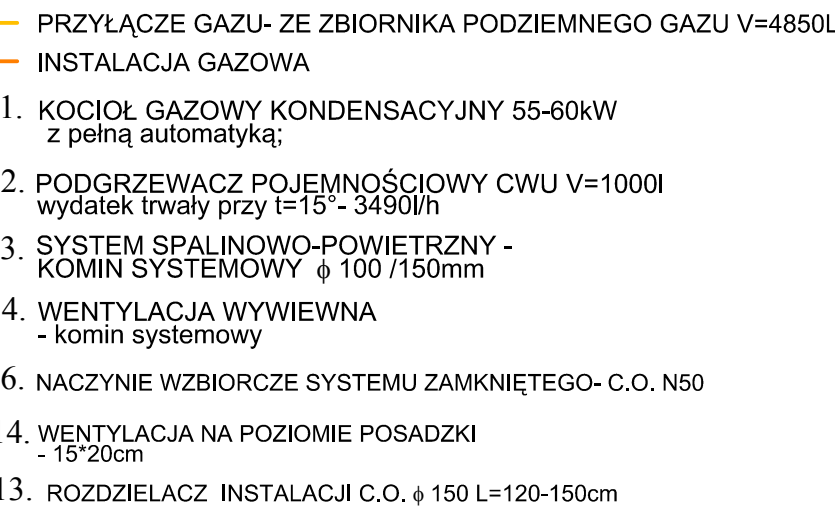 PRZYŁĄCZE GAZU- ZE ZBIORNIKA PODZIEMNEGO GAZU V=4850L
INSTALACJA GAZOWA
1. KOCIOŁ GAZOWY KONDENSACYJNY 55-60kW
z pełną automatyką;
2. PODGRZEWACZ POJEMNOŚCIOWY CWU V=1000l
wydatek trwały przy t=15°- 3490l/h
3. SYSTEM SPALINOWO-POWIETRZNY -
KOMIN SYSTEMOWY ϕ 100 /150mm
4. WENTYLACJA WYWIEWNA
- komin systemowy
6. NACZYNIE WZBIORCZE SYSTEMU ZAMKNIĘTEGO- C.O. N50
14. WENTYLACJA NA POZIOMIE POSADZKI
- 15*20cm
13. ROZDZIELACZ INSTALACJI C.O. ϕ 150 L=120-150cm